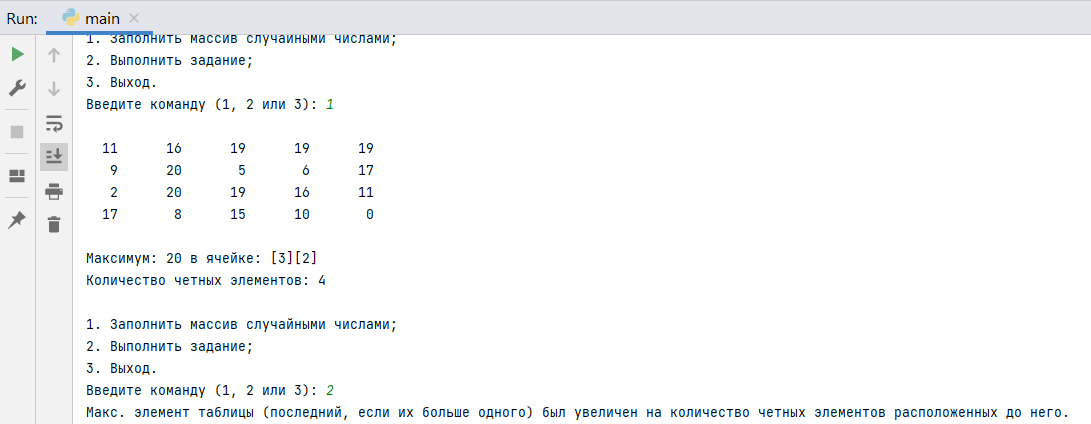 Run: main
1. Заполнить массив случайными числами;
2. Выполнить задание;
3. Выход.
Введите команду (1, 2 или 3): 1
11 16 19 19 19
9 20 5 6 17
2 20 19 16 11
17 8 15 10 0
Максимум: 20 в ячейке: [3][2]
Количество четных элементов: 4
1. Заполнить массив случайными числами;
2. Выполнить задание;
3. Выход.
Введите команду (1, 2 или 3): 2
Макс. элемент таблицы (последний, если их больше одного) был увеличен на количество четных элементов расположенных до него.